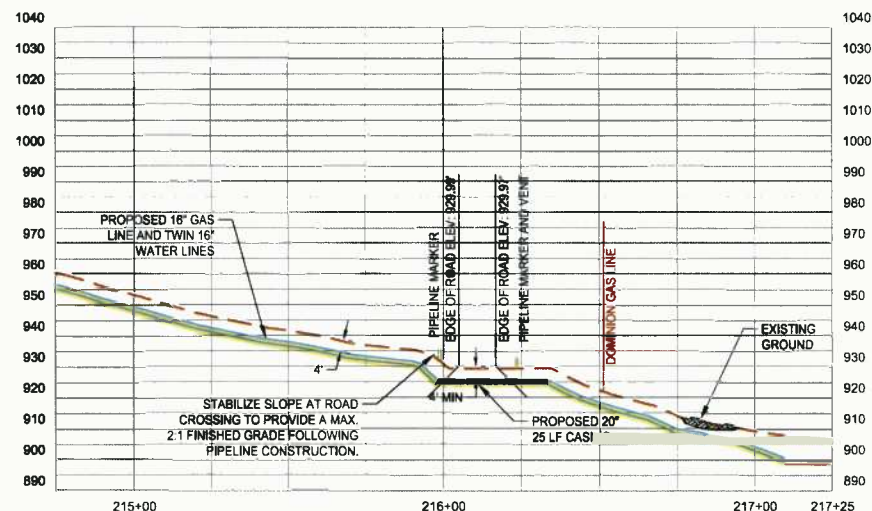 1040
1030
1020
1010
1000
990
980
970
960
950
940
930
920
910
900
890
1040
1030
1020
1010
1000
990
980
970
960
950
940
930
920
910
900
890
PROPOSED 16" GAS
LINE AND TWIN 16"
WATER LINES
PIPELINE MARKER
EDGE OF ROAD ELEV: 929.99'
EDGE OF ROAD ELEV: 929.97'
PIPELINE MARKER AND VENT
DOMINION GAS LINE
EXISTING
GROUND
4'
4' MIN
STABILIZE SLOPE AT ROAD
CROSSING TO PROVIDE A MAX.
2:1 FINISHED GRADE FOLLOWING
PIPELINE CONSTRUCTION.
PROPOSED 20"
25 LF
215+00
216+00
217+00
217+25